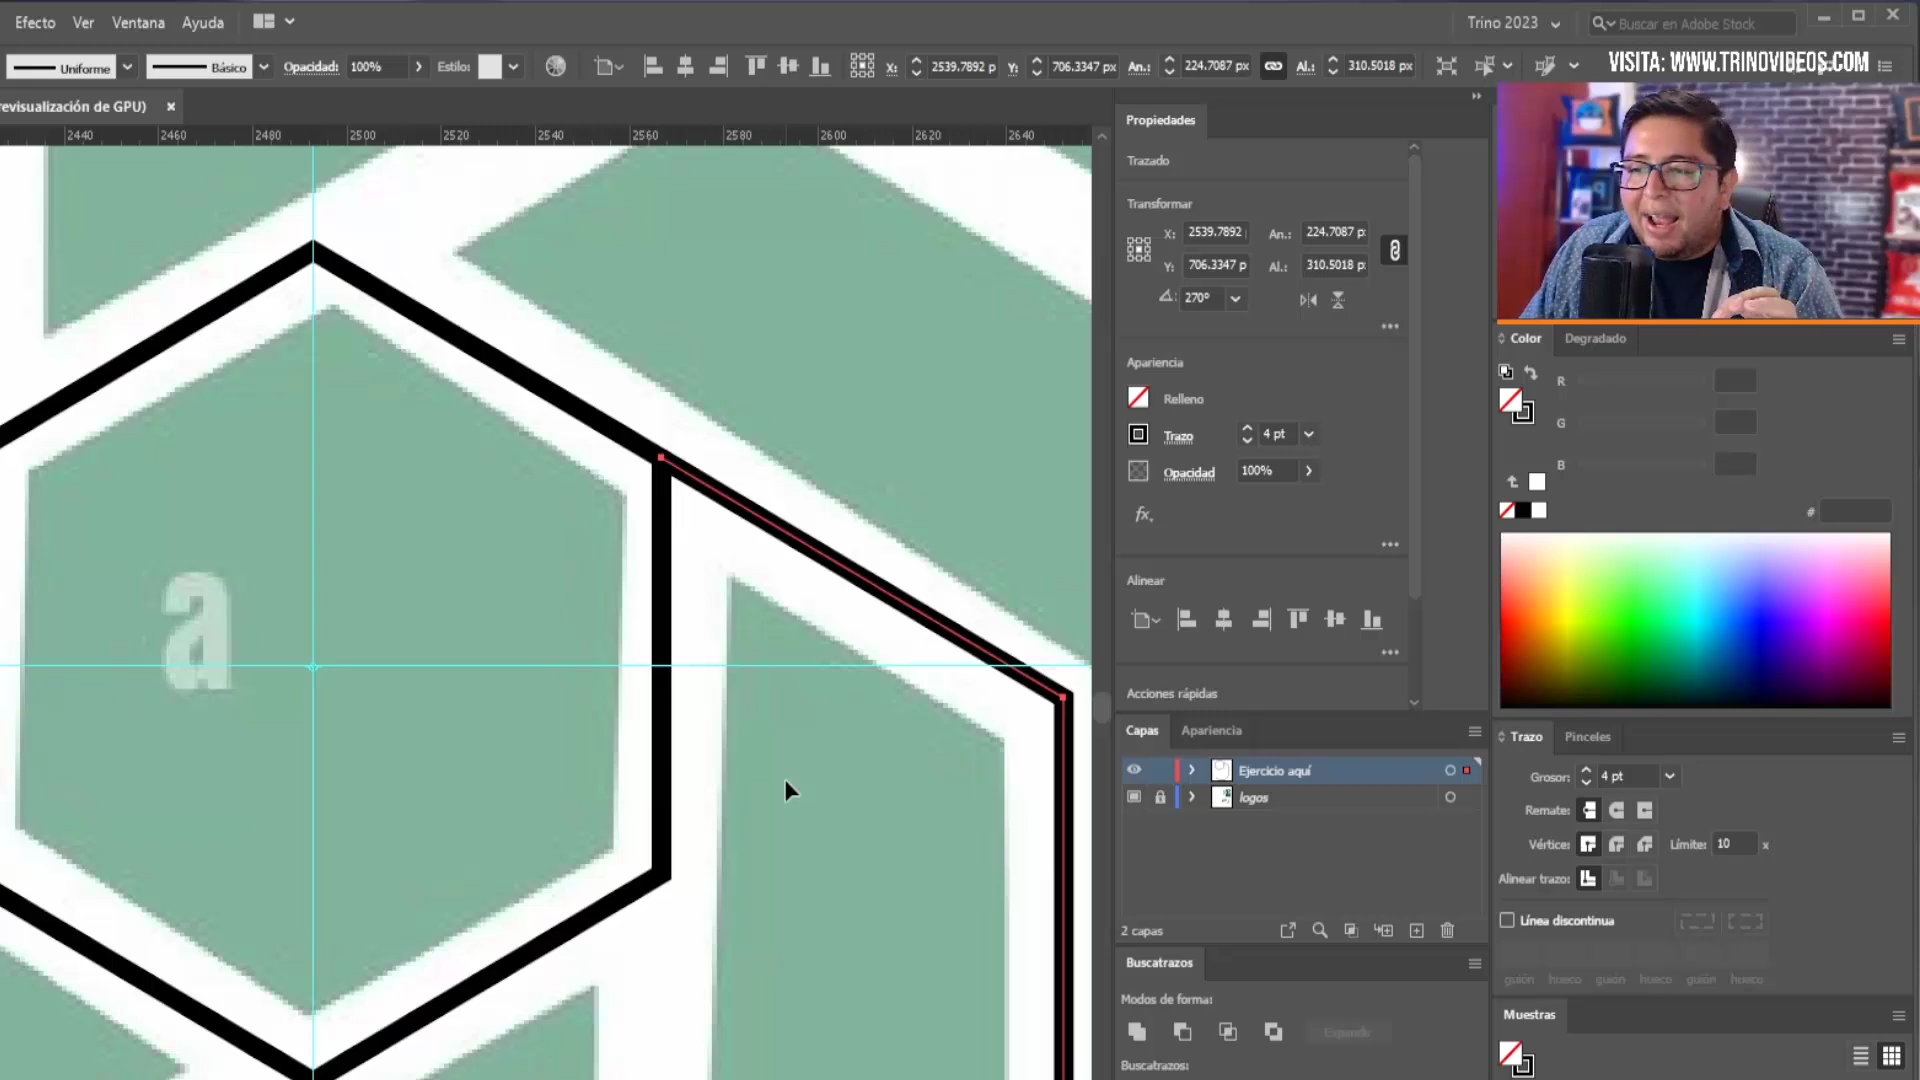 Efecto Ver Ventana Ayuda
Trino 2023
Buscar en Adobe Stock
Uniforme Básico Opacidad: 100% Estilo:
X: 2539.7892 p Y: 706.3347 px An.: 224.7087 px Al.: 310.5018 px
VISITA: WWW.TRINOVIDEOS.COM
revisualización de GPU) ×
2440 2460 2480 2500 2520 2540 2560 2580 2600 2620 2640
Propiedades
Trazado
Transformar
X: 2539.7892 An.: 224.7087 p:
Y: 706.3347 p Al.: 310.5018 p:
270°
Apariencia
Relleno
Trazo 4 pt
Opacidad 100%
fx.
Alinear
Acciones rápidas
Capas Apariencia
Ejercicio aquí
logos
2 capas
Buscatrazos
Modos de forma:
Expandir
Buscatrazos:
Color Degradado
R
G
B
#
Trazo Pinceles
Grosor: 4 pt
Remate:
Vértice: Límite: 10 x
Alinear trazo:
Línea discontinua
guión hueco guión hueco guión hueco
Muestras
a